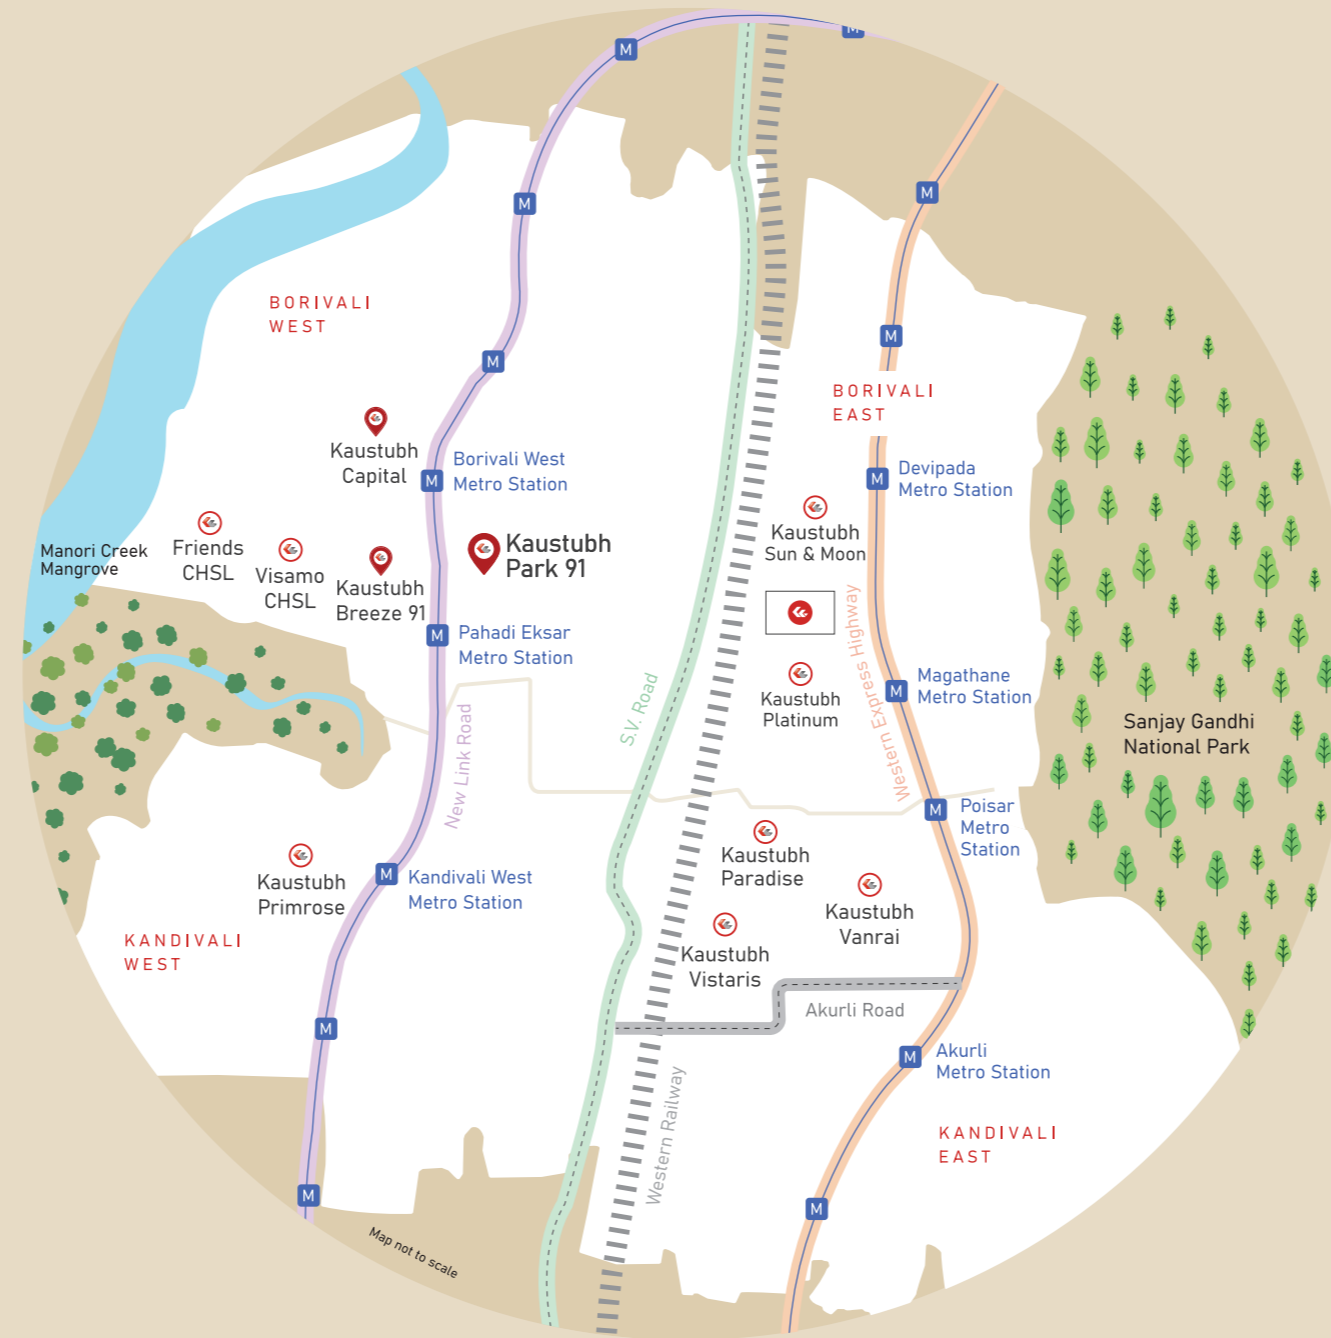 M
M
M
M
M
M
M
BORIVALI
WEST
BORIVALI
EAST
Kaustubh
Capital
M
Borivali West
Metro Station
M
Devipada
Metro Station
Manori Creek
Mangrove
Friends
CHSL
Visamo
CHSL
Kaustubh
Breeze 91
Kaustubh
Park 91
Kaustubh
Sun & Moon
M
Pahadi Eksar
Metro Station
Kaustubh
Platinum
Western Express Highway
M
Magathane
Metro Station
Sanjay Gandhi
National Park
S.V. Road
New Link Road
M
Poisar
Metro
Station
Kaustubh
Primrose
M
Kandivali West
Metro Station
Kaustubh
Paradise
Kaustubh
Vanrai
Kaustubh
Vistaris
KANDIVALI
WEST
Akurli Road
M
M
Akurli
Metro Station
Western Railway
KANDIVALI
EAST
M
M
Map not to scale